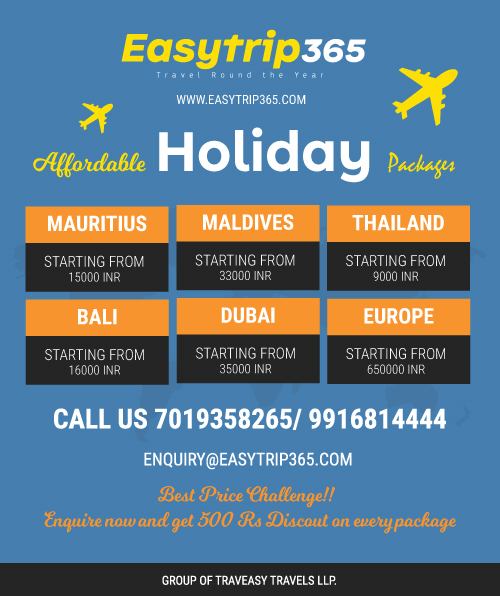 Easytrip365
Travel Round the Year
WWW.EASYTRIP365.COM
Affordable Holiday Packages
MAURITIUS
STARTING FROM
15000 INR
MALDIVES
STARTING FROM
33000 INR
THAILAND
STARTING FROM
9000 INR
BALI
STARTING FROM
16000 INR
DUBAI
STARTING FROM
35000 INR
EUROPE
STARTING FROM
650000 INR
CALL US 7019358265/ 9916814444
ENQUIRY@EASYTRIP365.COM
Best Price Challenge!!
Enquire now and get 500 Rs Discout on every package
GROUP OF TRAVEASY TRAVELS LLP.